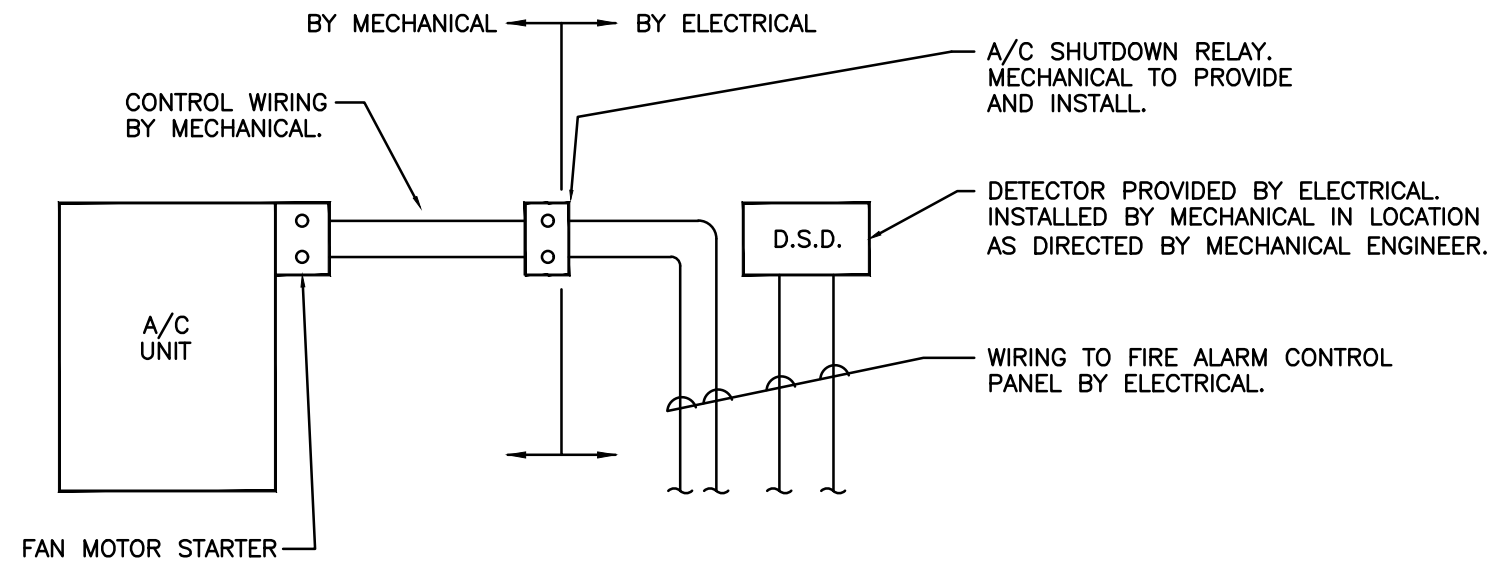 BY MECHANICAL
BY ELECTRICAL
A/C SHUTDOWN RELAY.
MECHANICAL TO PROVIDE
AND INSTALL.
CONTROL WIRING
BY MECHANICAL.
DETECTOR PROVIDED BY ELECTRICAL.
INSTALLED BY MECHANICAL IN LOCATION
AS DIRECTED BY MECHANICAL ENGINEER.
D.S.D.
A/C
UNIT
WIRING TO FIRE ALARM CONTROL
PANEL BY ELECTRICAL.
FAN MOTOR STARTER